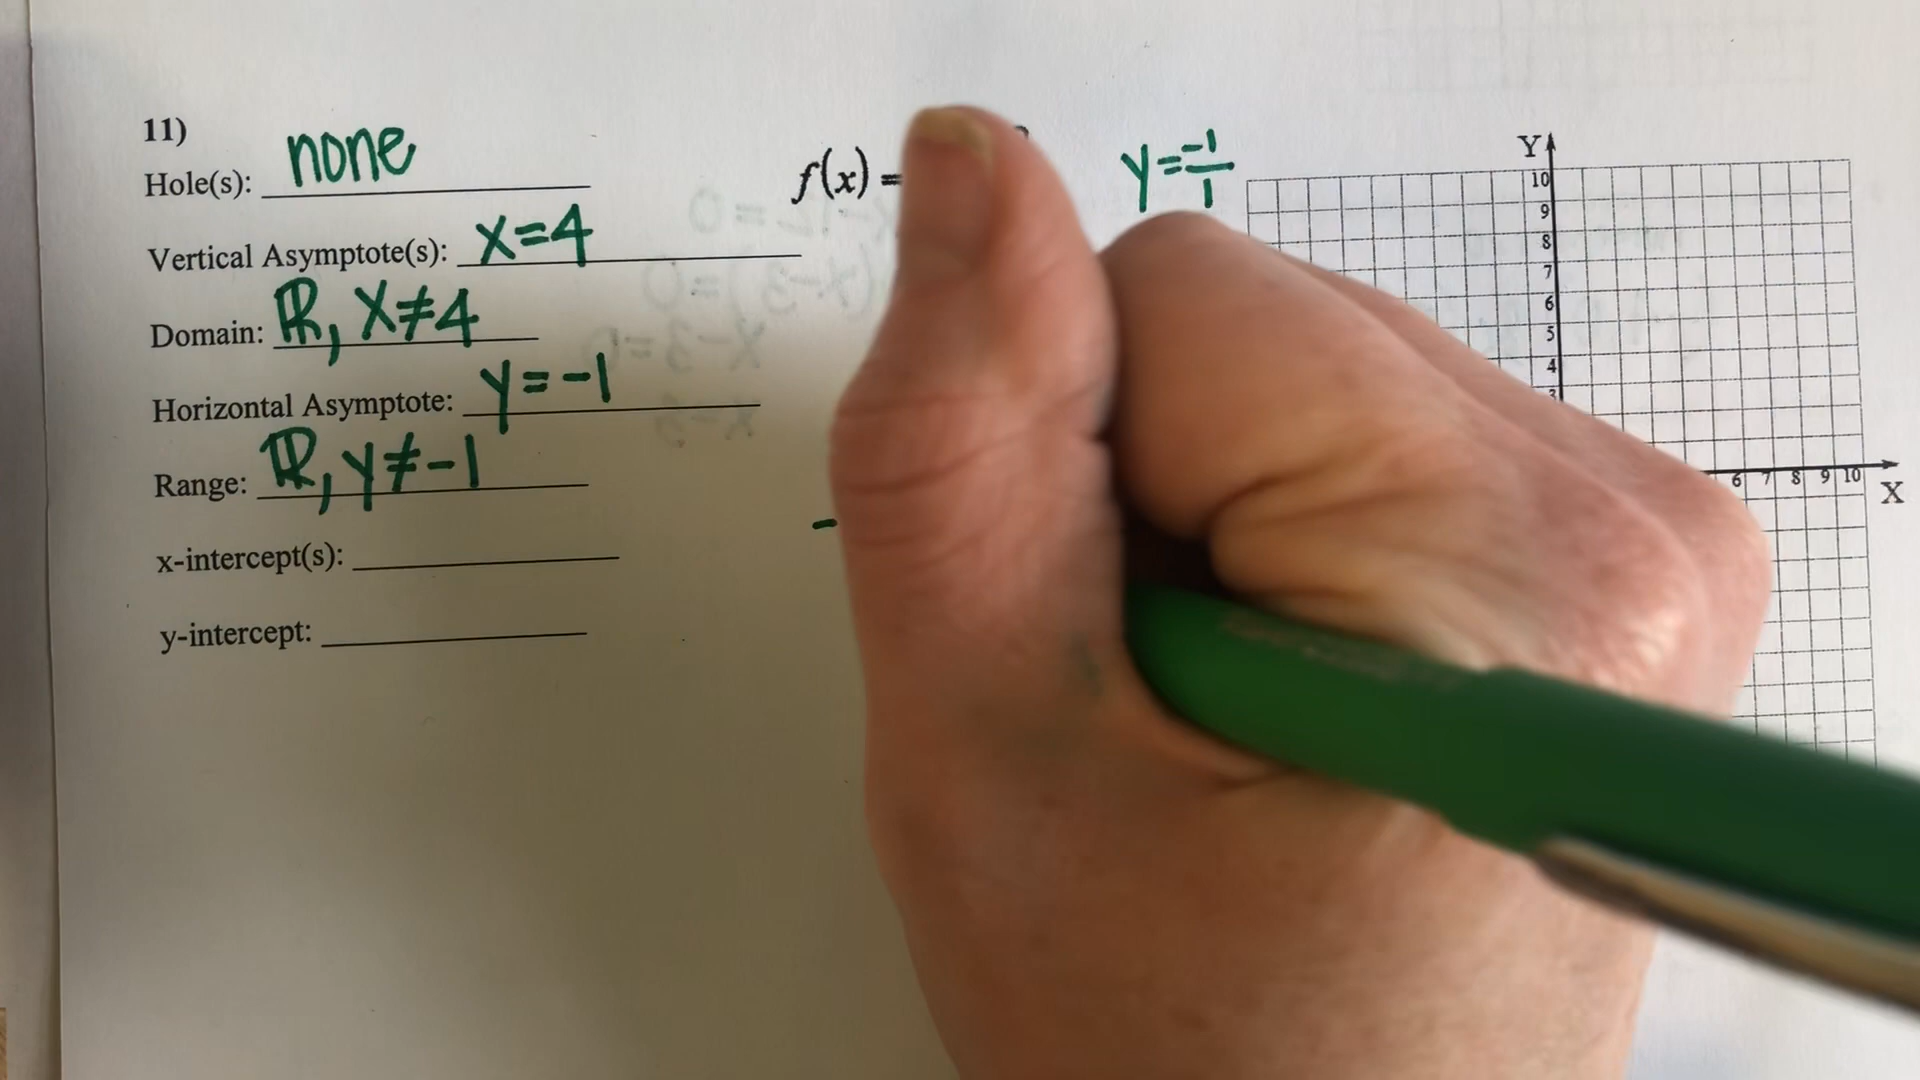 11)
Hole(s): none
Vertical Asymptote(s): x=4
Domain: ℝ, x≠4
Horizontal Asymptote: y=-1
Range: ℝ, y≠-1
x-intercept(s):
y-intercept:
f(x) =
y=-1/1
-
Y
10
9
8
7
6
5
4
3
6 7 8 9 10
X